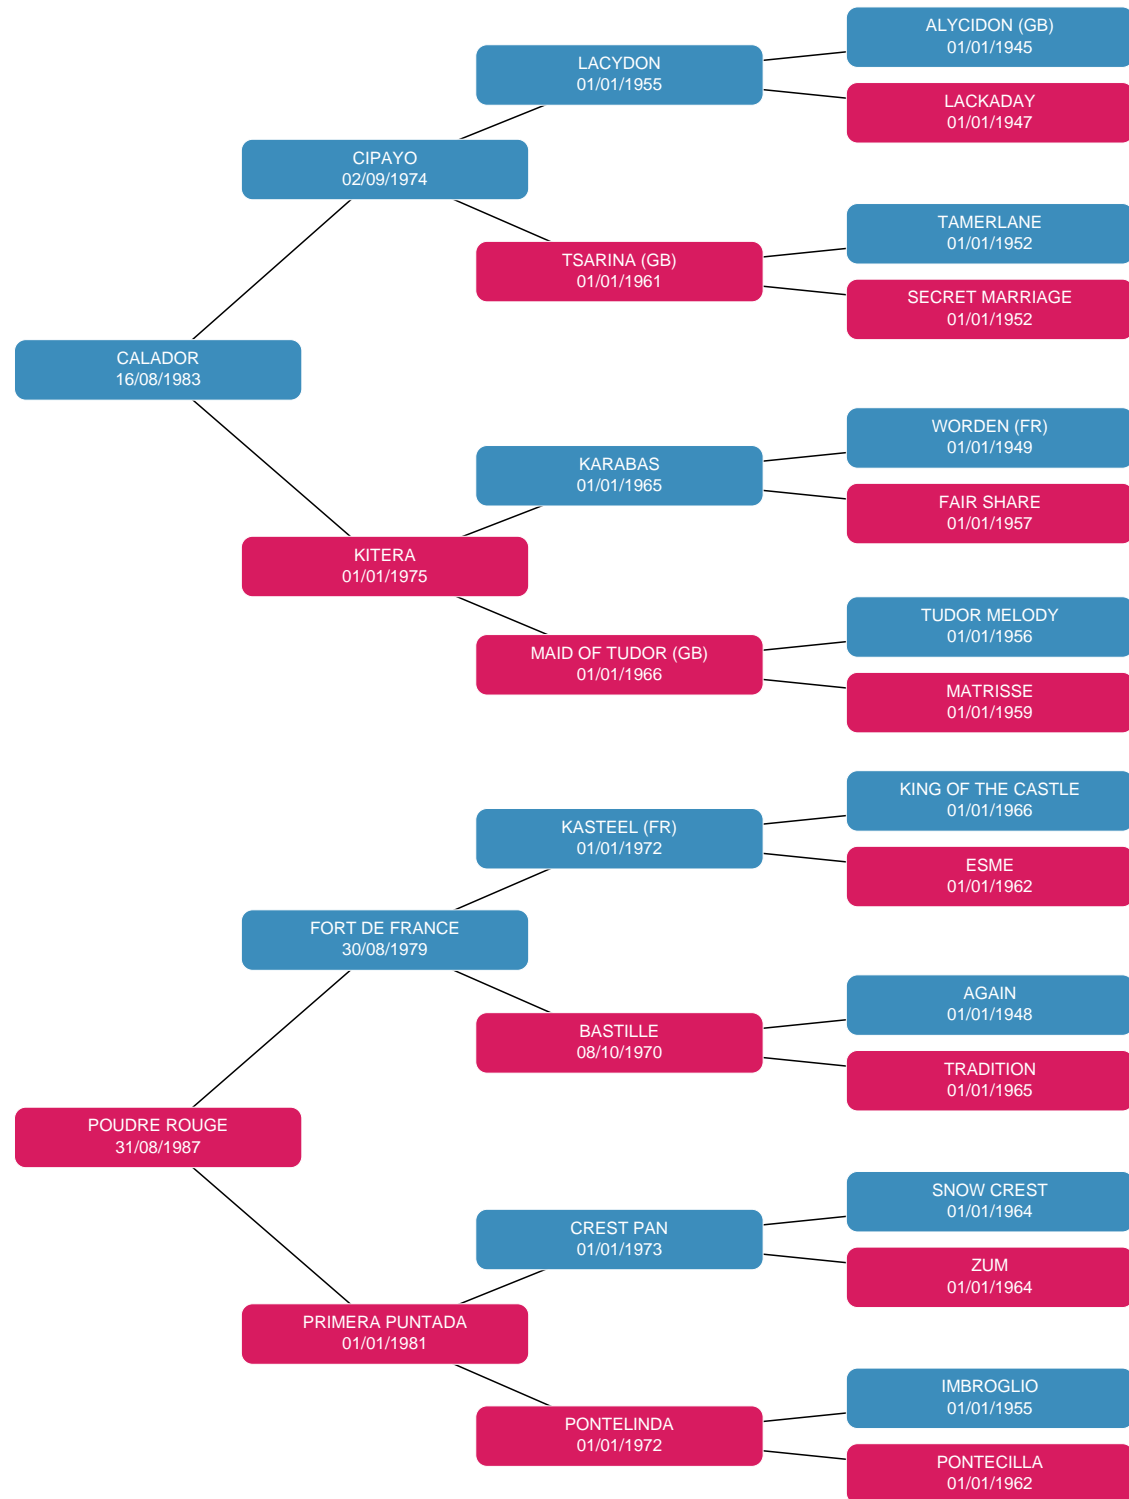 ALYCIDON (GB)
01/01/1945
LACYDON
01/01/1955
LACKADAY
01/01/1947
CIPAYO
02/09/1974
TAMERLANE
01/01/1952
TSARINA (GB)
01/01/1961
SECRET MARRIAGE
01/01/1952
CALADOR
16/08/1983
WORDEN (FR)
01/01/1949
KARABAS
01/01/1965
FAIR SHARE
01/01/1957
KITERA
01/01/1975
TUDOR MELODY
01/01/1956
MAID OF TUDOR (GB)
01/01/1966
MATRISSE
01/01/1959
KING OF THE CASTLE
01/01/1966
KASTEEL (FR)
01/01/1972
ESME
01/01/1962
FORT DE FRANCE
30/08/1979
AGAIN
01/01/1948
BASTILLE
08/10/1970
TRADITION
01/01/1965
POUDRE ROUGE
31/08/1987
SNOW CREST
01/01/1964
CREST PAN
01/01/1973
ZUM
01/01/1964
PRIMERA PUNTADA
01/01/1981
IMBROGLIO
01/01/1955
PONTELINDA
01/01/1972
PONTECILLA
01/01/1962